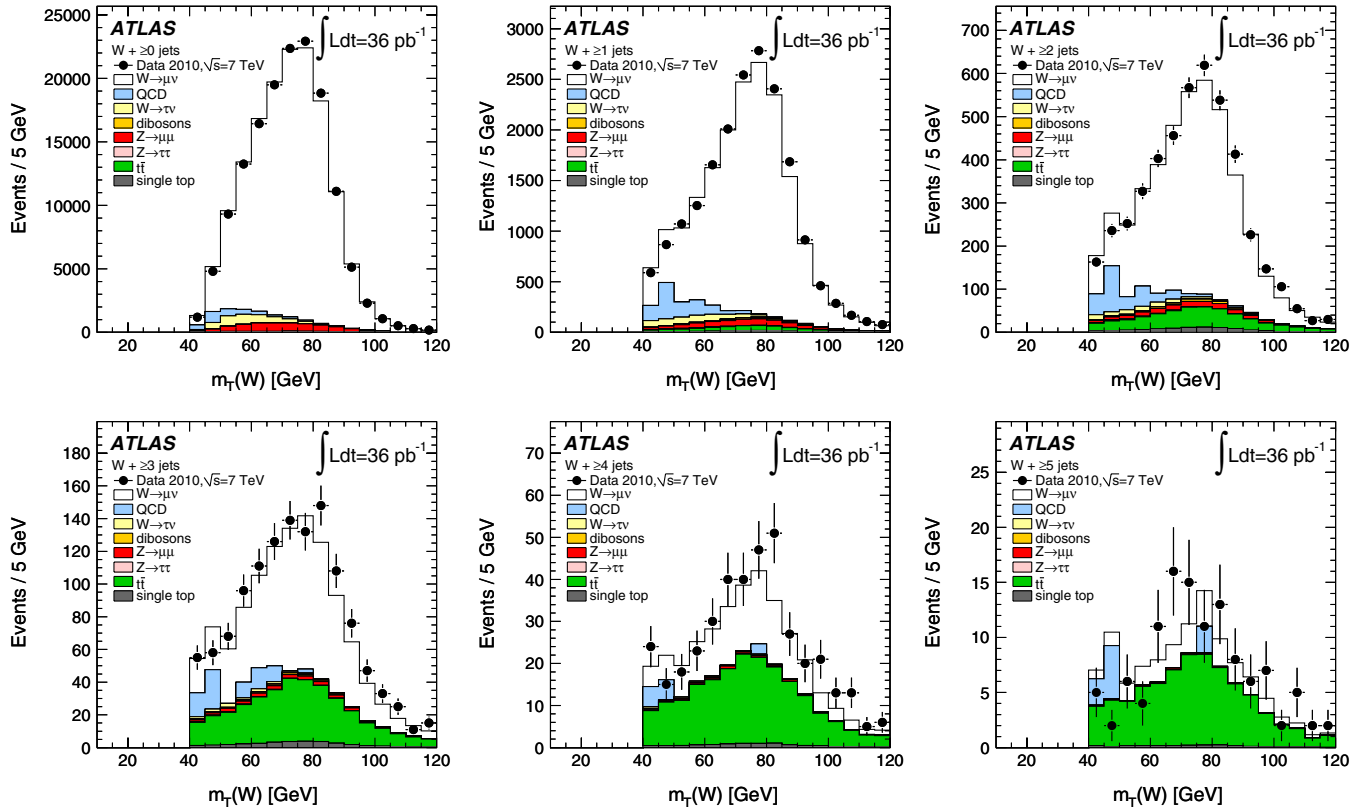 Events / 5 GeV
25000
20000
15000
10000
5000
0
ATLAS
∫Ldt=36 pb⁻¹
W + ≥0 jets
Data 2010,√s=7 TeV
W→μν
QCD
W→τν
dibosons
Z→μμ
Z→ττ
tt̄
single top
20 40 60 80 100 120
m_T(W) [GeV]
Events / 5 GeV
3000
2500
2000
1500
1000
500
0
ATLAS
∫Ldt=36 pb⁻¹
W + ≥1 jets
Data 2010,√s=7 TeV
W→μν
QCD
W→τν
dibosons
Z→μμ
Z→ττ
tt̄
single top
20 40 60 80 100 120
m_T(W) [GeV]
Events / 5 GeV
700
600
500
400
300
200
100
0
ATLAS
∫Ldt=36 pb⁻¹
W + ≥2 jets
Data 2010,√s=7 TeV
W→μν
QCD
W→τν
dibosons
Z→μμ
Z→ττ
tt̄
single top
20 40 60 80 100 120
m_T(W) [GeV]
Events / 5 GeV
180
160
140
120
100
80
60
40
20
0
ATLAS
∫Ldt=36 pb⁻¹
W + ≥3 jets
Data 2010,√s=7 TeV
W→μν
QCD
W→τν
dibosons
Z→μμ
Z→ττ
tt̄
single top
20 40 60 80 100 120
m_T(W) [GeV]
Events / 5 GeV
70
60
50
40
30
20
10
0
ATLAS
∫Ldt=36 pb⁻¹
W + ≥4 jets
Data 2010,√s=7 TeV
W→μν
QCD
W→τν
dibosons
Z→μμ
Z→ττ
tt̄
single top
20 40 60 80 100 120
m_T(W) [GeV]
Events / 5 GeV
25
20
15
10
5
0
ATLAS
∫Ldt=36 pb⁻¹
W + ≥5 jets
Data 2010,√s=7 TeV
W→μν
QCD
W→τν
dibosons
Z→μμ
Z→ττ
tt̄
single top
20 40 60 80 100 120
m_T(W) [GeV]